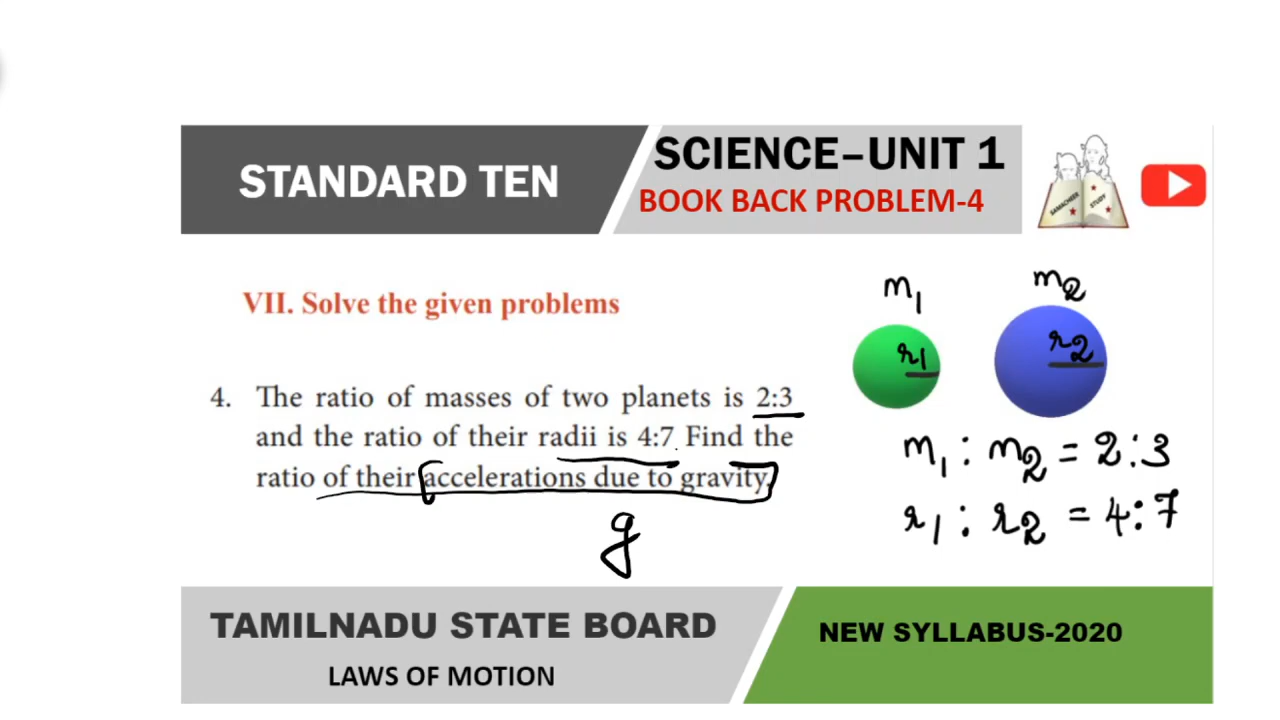 STANDARD TEN
SCIENCE–UNIT 1
BOOK BACK PROBLEM-4
SAMACHEER STUDY
VII. Solve the given problems
4. The ratio of masses of two planets is 2:3
and the ratio of their radii is 4:7. Find the
ratio of their accelerations due to gravity.
g
m1
m2
r1
r2
m1 : m2 = 2:3
r1 : r2 = 4:7
TAMILNADU STATE BOARD
LAWS OF MOTION
NEW SYLLABUS-2020